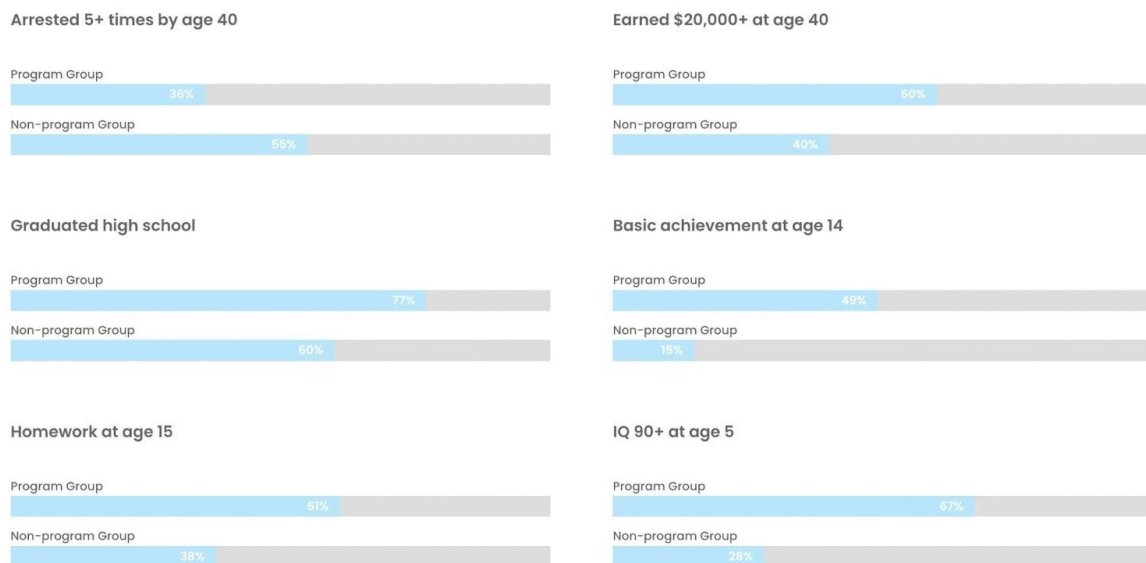 Arrested 5+ times by age 40
Program Group
36%
Non-program Group
55%
Earned $20,000+ at age 40
Program Group
60%
Non-program Group
40%
Graduated high school
Program Group
77%
Non-program Group
60%
Basic achievement at age 14
Program Group
49%
Non-program Group
15%
Homework at age 15
Program Group
61%
Non-program Group
38%
IQ 90+ at age 5
Program Group
67%
Non-program Group
28%